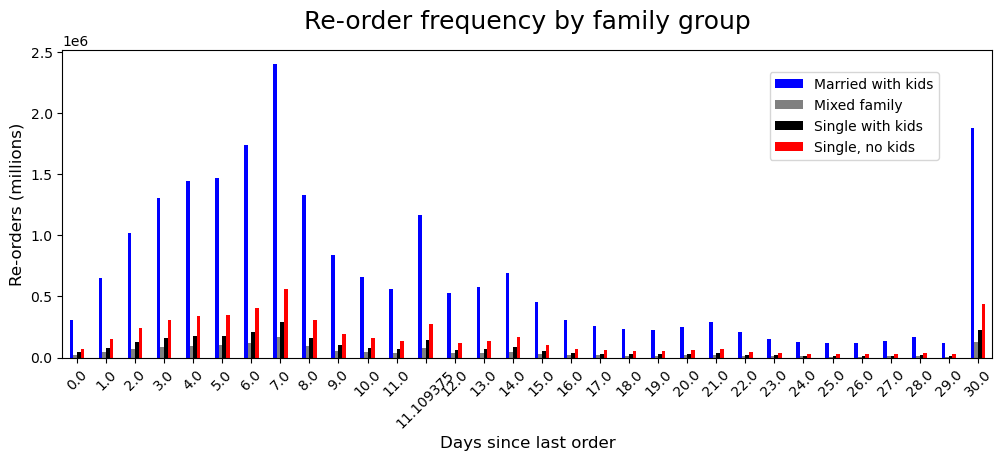 Re-order frequency by family group
1e6
2.5
2.0
1.5
1.0
0.5
0.0
Re-orders (millions)
Married with kids
Mixed family
Single with kids
Single, no kids
0.0 1.0 2.0 3.0 4.0 5.0 6.0 7.0 8.0 9.0 10.0 11.0 11.109375 12.0 13.0 14.0 15.0 16.0 17.0 18.0 19.0 20.0 21.0 22.0 23.0 24.0 25.0 26.0 27.0 28.0 29.0 30.0
Days since last order